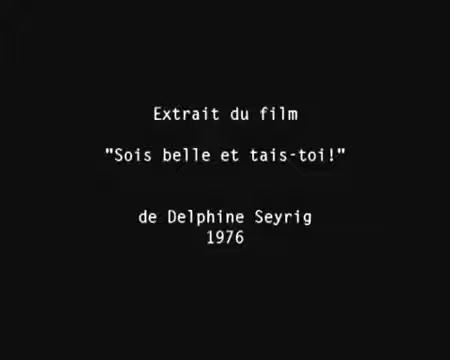 Extrait du film
"Sois belle et tais-toi!"
de Delphine Seyrig
1976